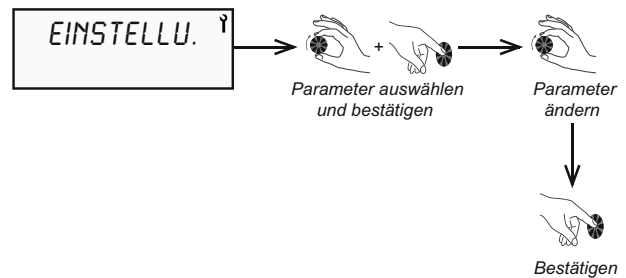 EINSTELLU.
+
Parameter auswählen
und bestätigen
Parameter
ändern
Bestätigen